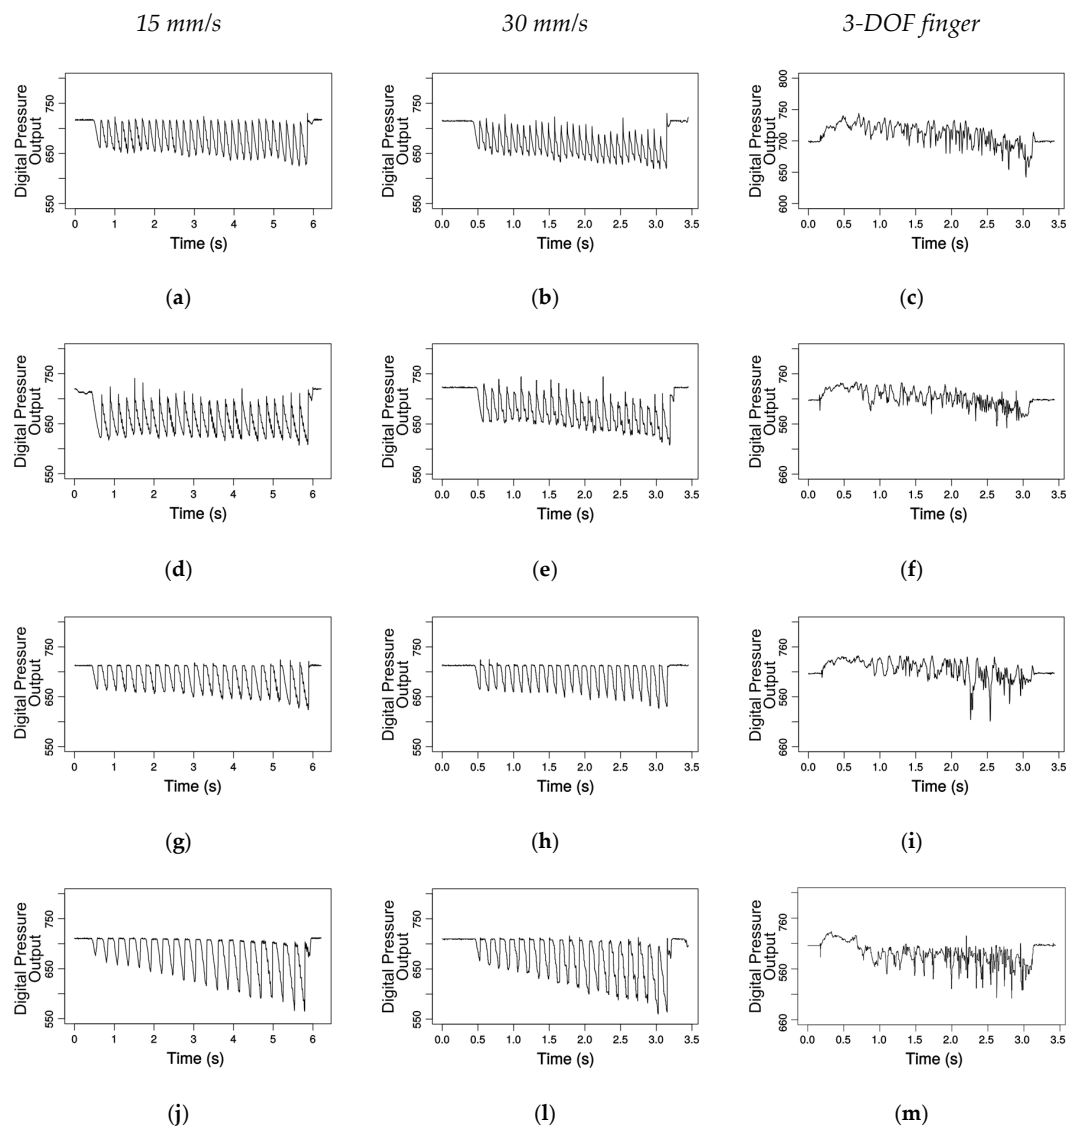 15 mm/s
30 mm/s
3-DOF finger
Digital Pressure
Output
550 650 750
0 1 2 3 4 5 6
Time (s)
(a)
Digital Pressure
Output
550 650 750
0.0 0.5 1.0 1.5 2.0 2.5 3.0 3.5
Time (s)
(b)
Digital Pressure
Output
600 650 700 750 800
0.0 0.5 1.0 1.5 2.0 2.5 3.0 3.5
Time (s)
(c)
Digital Pressure
Output
550 650 750
0 1 2 3 4 5 6
Time (s)
(d)
Digital Pressure
Output
550 650 750
0.0 0.5 1.0 1.5 2.0 2.5 3.0 3.5
Time (s)
(e)
Digital Pressure
Output
660 560 760
0.0 0.5 1.0 1.5 2.0 2.5 3.0 3.5
Time (s)
(f)
Digital Pressure
Output
550 650 750
0 1 2 3 4 5 6
Time (s)
(g)
Digital Pressure
Output
550 650 750
0.0 0.5 1.0 1.5 2.0 2.5 3.0 3.5
Time (s)
(h)
Digital Pressure
Output
660 560 760
0.0 0.5 1.0 1.5 2.0 2.5 3.0 3.5
Time (s)
(i)
Digital Pressure
Output
550 650 750
0 1 2 3 4 5 6
Time (s)
(j)
Digital Pressure
Output
550 650 750
0.0 0.5 1.0 1.5 2.0 2.5 3.0 3.5
Time (s)
(l)
Digital Pressure
Output
660 560 760
0.0 0.5 1.0 1.5 2.0 2.5 3.0 3.5
Time (s)
(m)